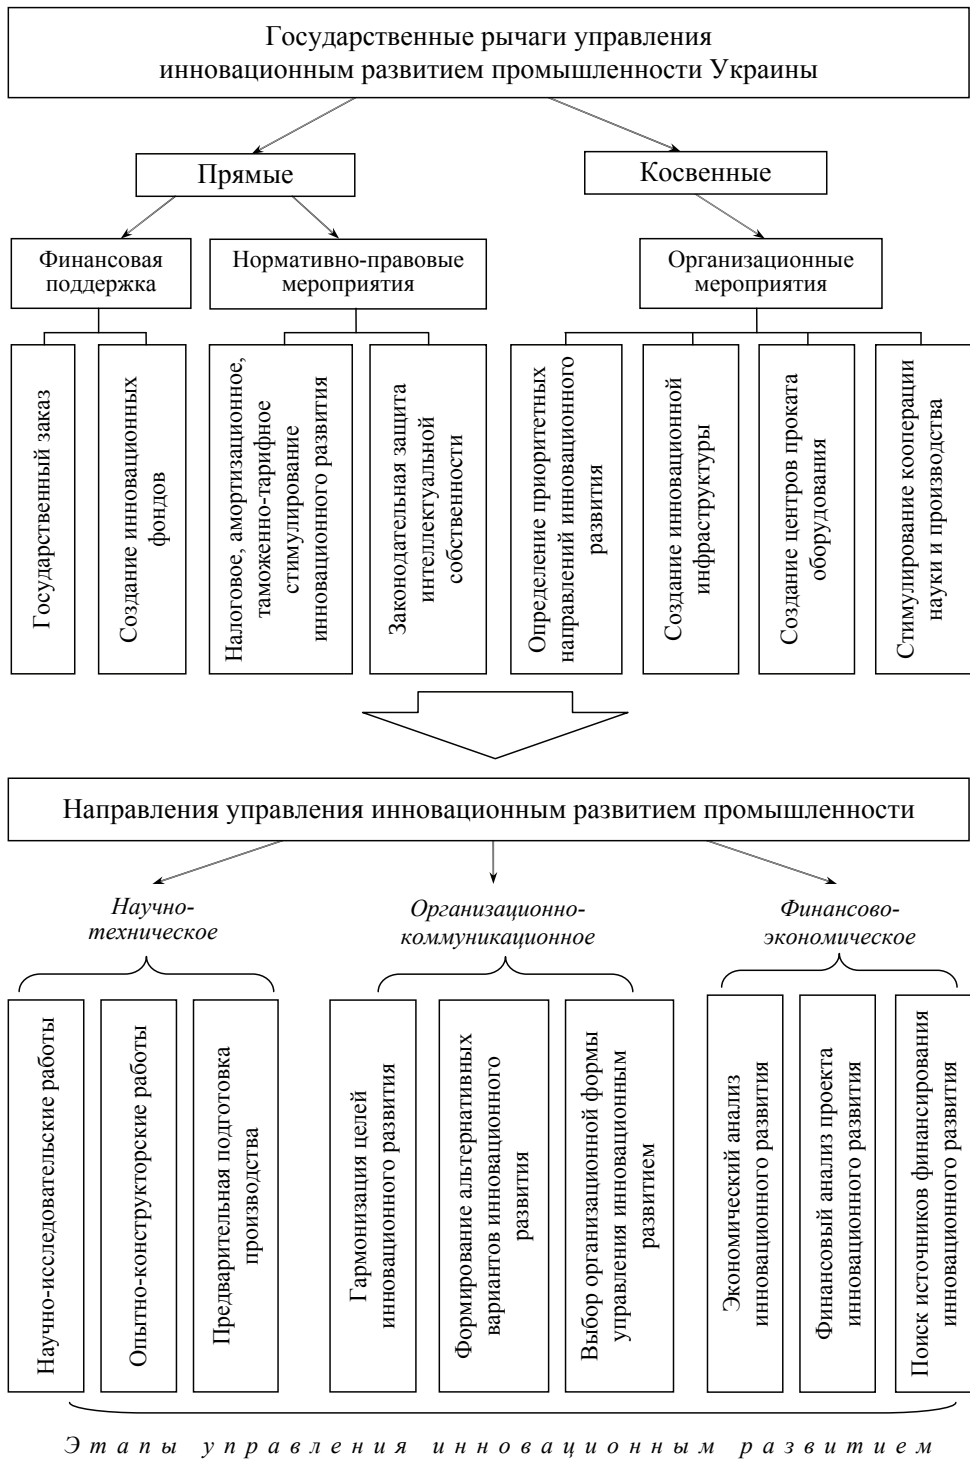 Государственные рычаги управления
инновационным развитием промышленности Украины
Прямые
Косвенные
Финансовая
поддержка
Нормативно-правовые
мероприятия
Организационные
мероприятия
Государственный заказ
Создание инновационных
фондов
Налоговое, амортизационное,
таможенно-тарифное
стимулирование
инновационного развития
Законодательная защита
интеллектуальной
собственности
Определение приоритетных
направлений инновационного
развития
Создание инновационной
инфраструктуры
Создание центров проката
оборудования
Стимулирование кооперации
науки и производства
Направления управления инновационным развитием промышленности
Научно-
техническое
Организационно-
коммуникационное
Финансово-
экономическое
Научно-исследовательские работы
Опытно-конструкторские работы
Предварительная подготовка
производства
Гармонизация целей
инновационного развития
Формирование альтернативных
вариантов инновационного
развития
Выбор организационной формы
управления инновационным
развитием
Экономический анализ
инновационного развития
Финансовый анализ проекта
инновационного развития
Поиск источников финансирования
инновационного развития
Этапы управления инновационным развитием